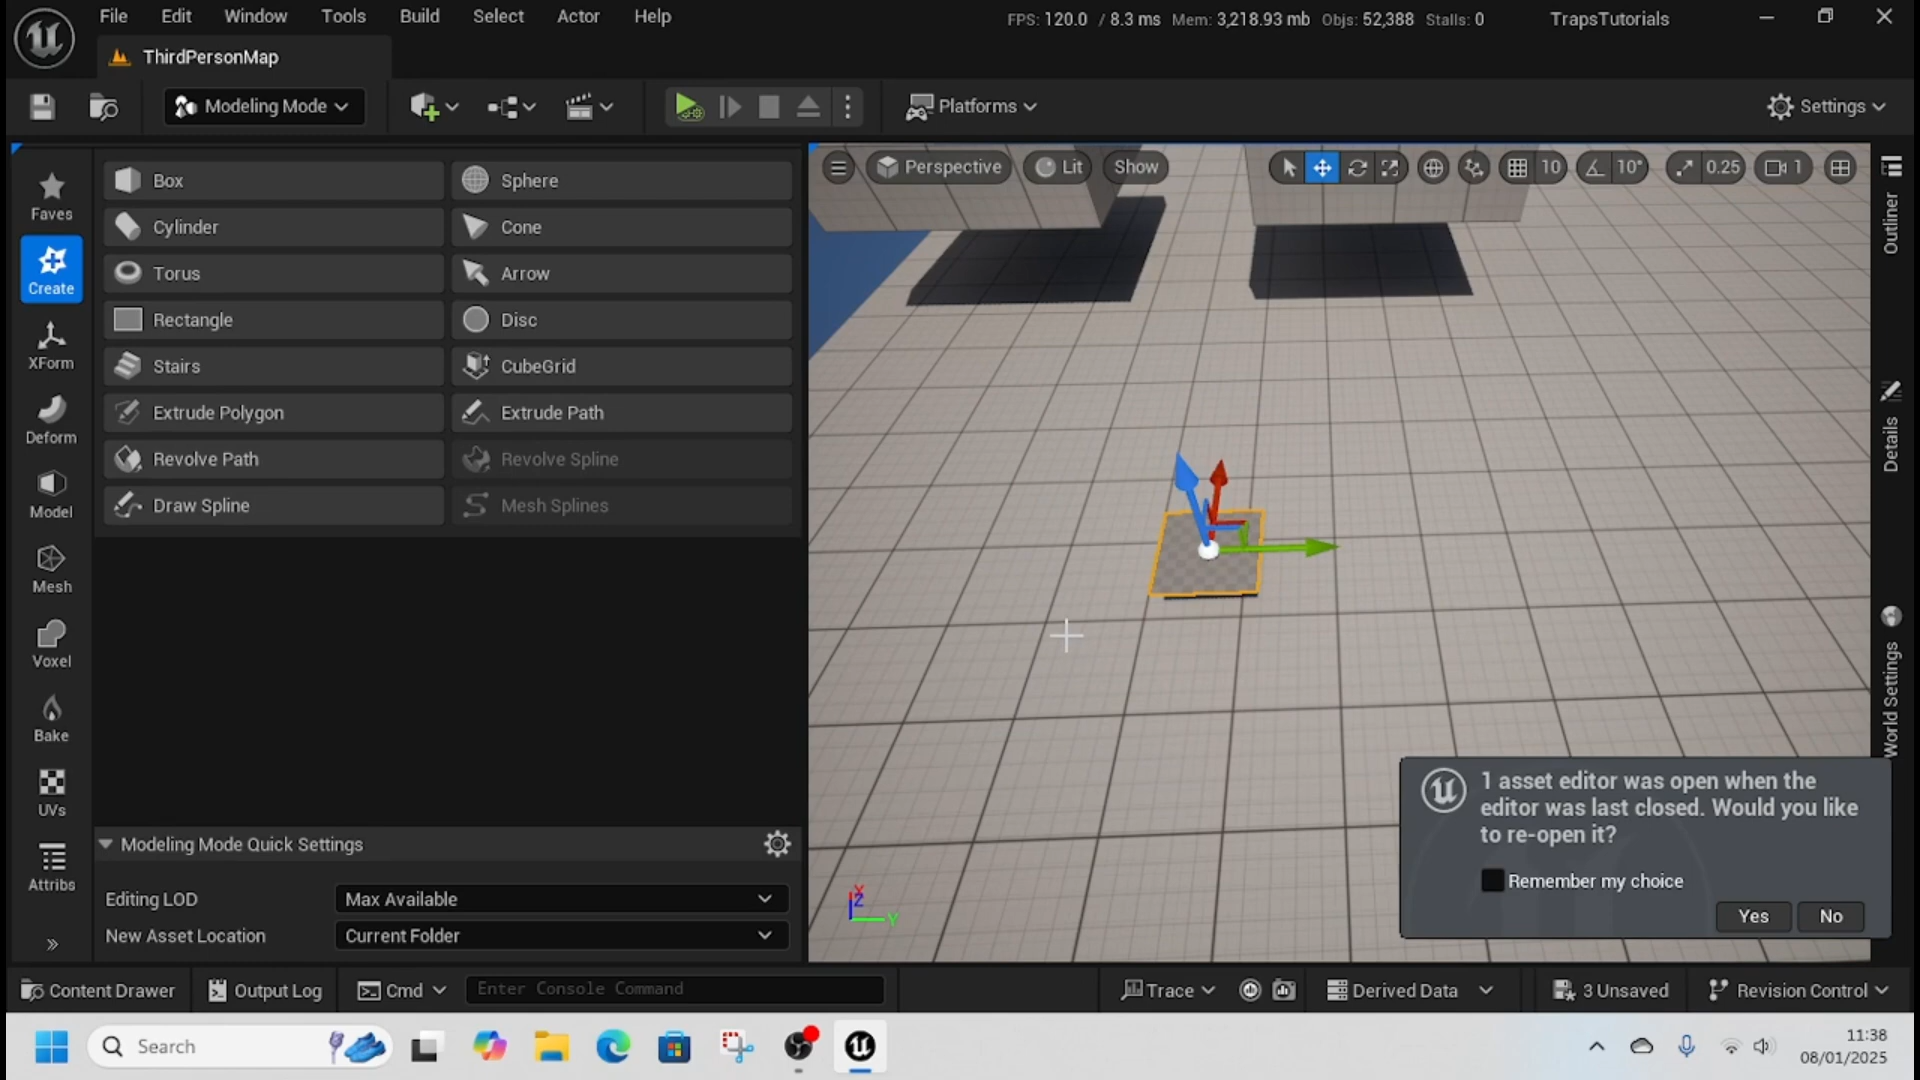 File Edit Window Tools Build Select Actor Help
FPS: 120.0 / 8.3 ms Mem: 3,218.93 mb Objs: 52,388 Stalls: 0
TrapsTutorials
ThirdPersonMap
Modeling Mode
Platforms
Settings
Favs
Create
XForm
Deform
Model
Mesh
Voxel
Bake
UVs
Attribs
Box
Sphere
Cylinder
Cone
Torus
Arrow
Rectangle
Disc
Stairs
CubeGrid
Extrude Polygon
Extrude Path
Revolve Path
Revolve Spline
Draw Spline
Mesh Splines
Modeling Mode Quick Settings
Editing LOD
Max Available
New Asset Location
Current Folder
Perspective
Lit
Show
10
10°
0.25
1
X
Z
Y
Outliner
Details
World Settings
1 asset editor was open when the
editor was last closed. Would you like
to re-open it?
Remember my choice
Yes No
Content Drawer
Output Log
Cmd
Enter Console Command
Trace
Derived Data
3 Unsaved
Revision Control
Search
11:38
08/01/2025